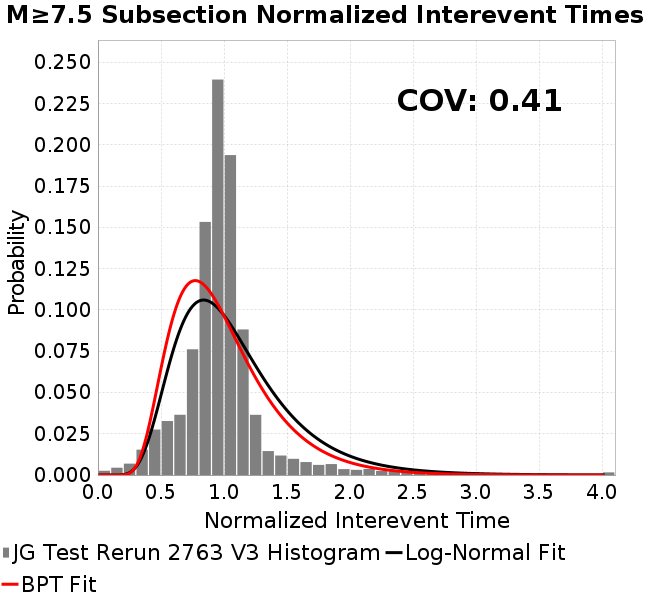 M≥7.5 Subsection Normalized Interevent Times
COV: 0.41
Probability
0.250
0.225
0.200
0.175
0.150
0.125
0.100
0.075
0.050
0.025
0.000
0.0 0.5 1.0 1.5 2.0 2.5 3.0 3.5 4.0
Normalized Interevent Time
JG Test Rerun 2763 V3 Histogram Log-Normal Fit
BPT Fit